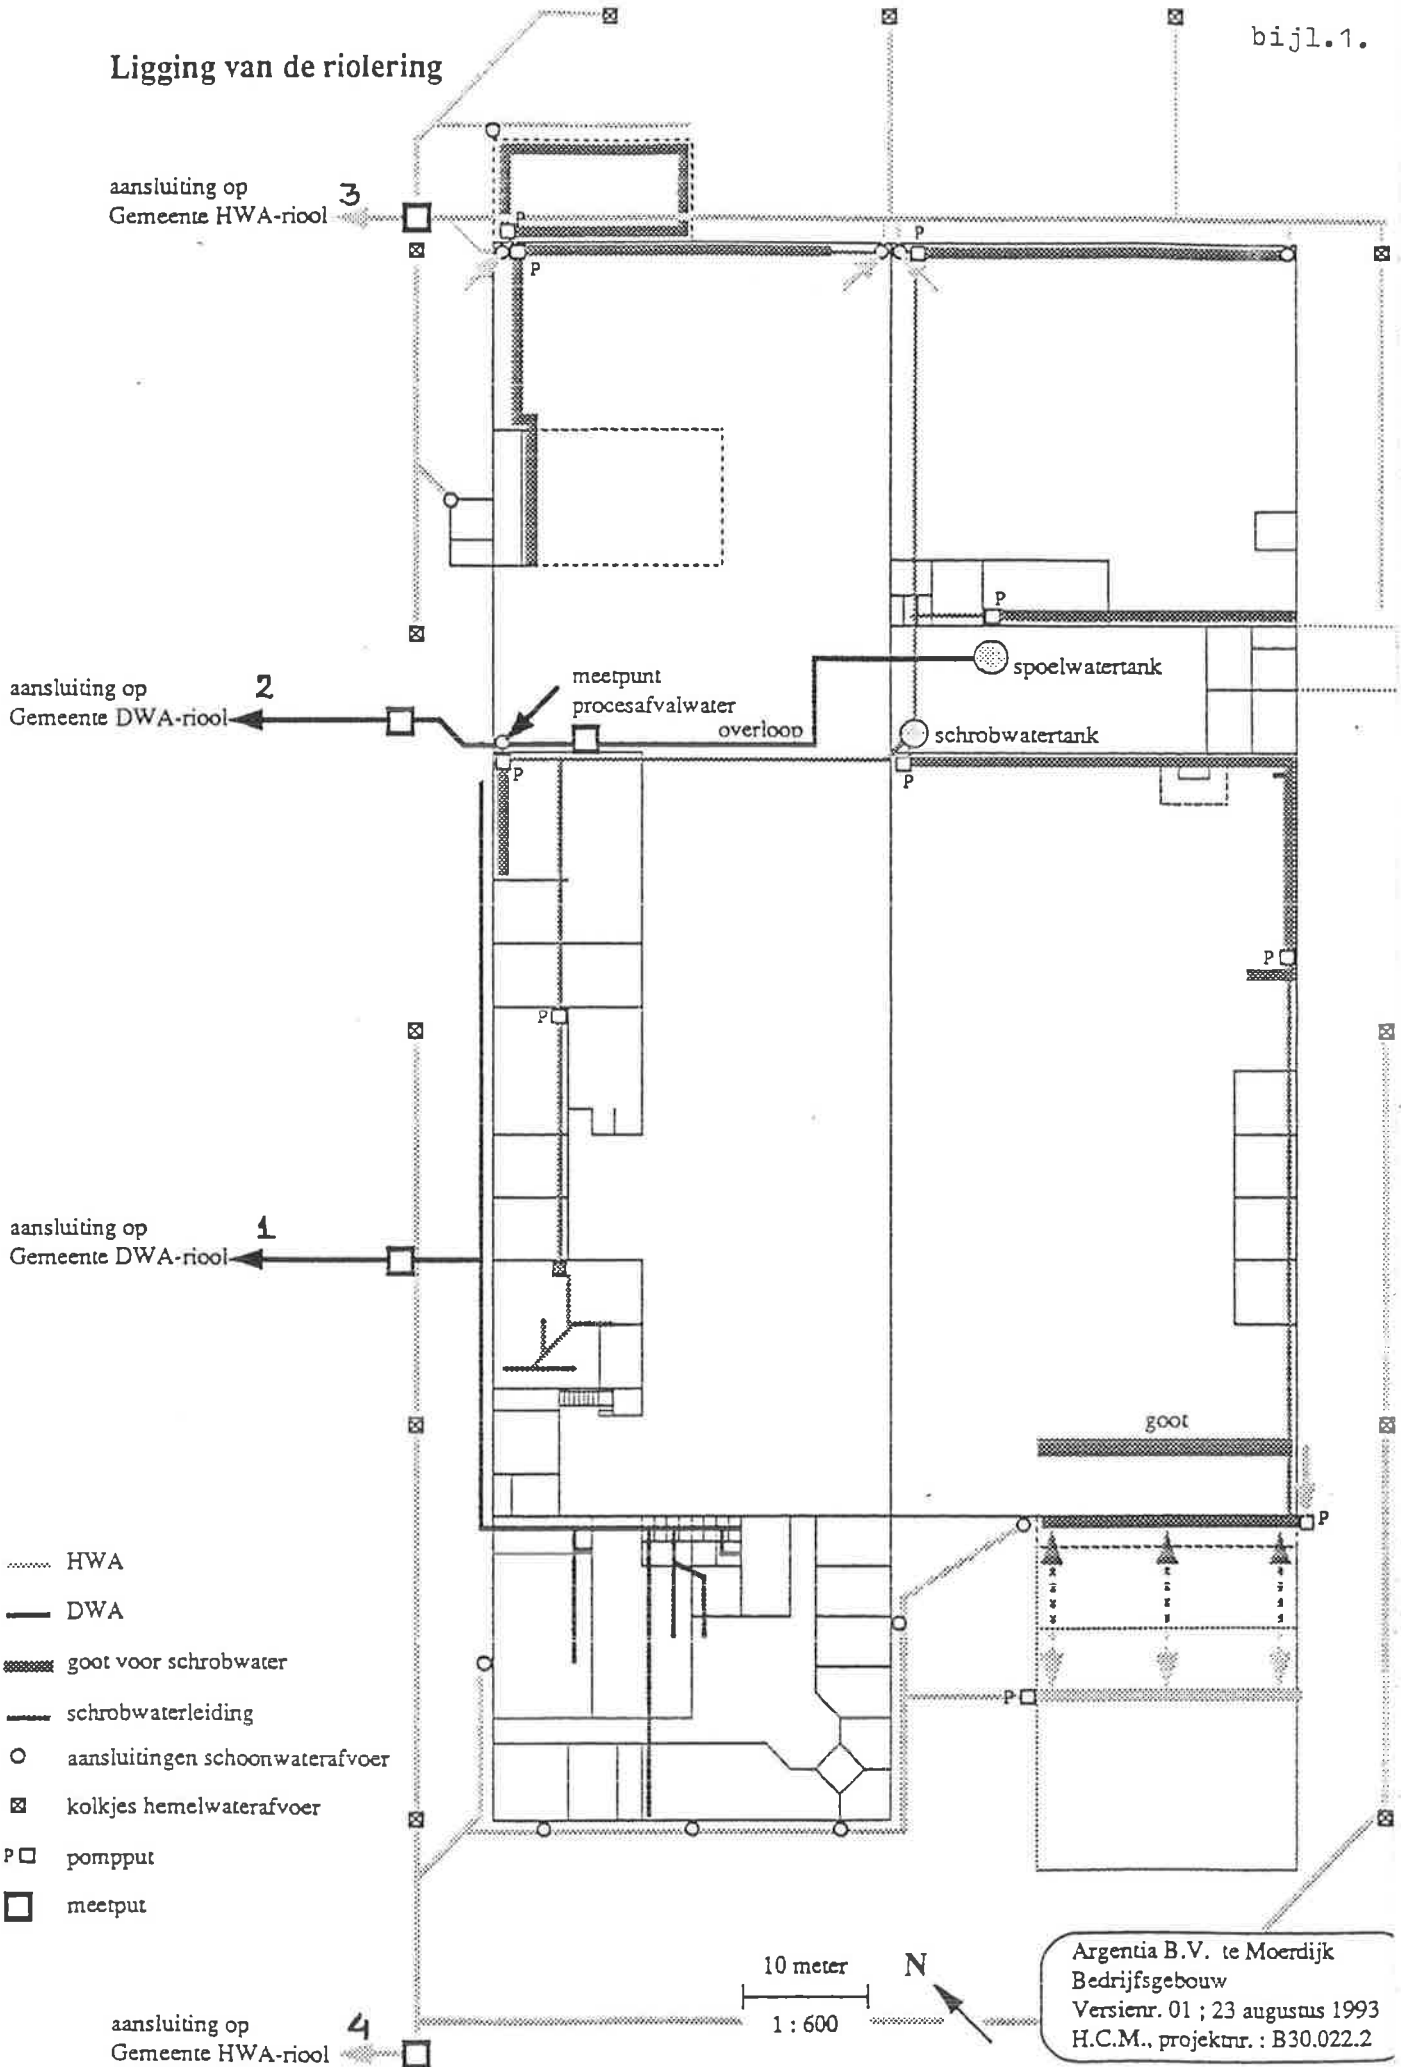 bijl.1.
Ligging van de riolering
aansluiting op
Gemeente HWA-riool
3
P
P
P
P
aansluiting op
Gemeente DWA-riool
2
meetpunt
procesafvalwater
overloop
spoelwatertank
schrobwatertank
P
P
P
P
aansluiting op
Gemeente DWA-riool
1
goot
P
P
HWA
DWA
goot voor schrobwater
schrobwaterleiding
aansluitingen schoonwaterafvoer
kolkjes hemelwaterafvoer
P
pompput
meetput
10 meter
1 : 600
N
Argentia B.V. te Moerdijk
Bedrijfsgebouw
Versienr. 01 ; 23 augustus 1993
H.C.M., projektnr. : B30.022.2
aansluiting op
Gemeente HWA-riool
4